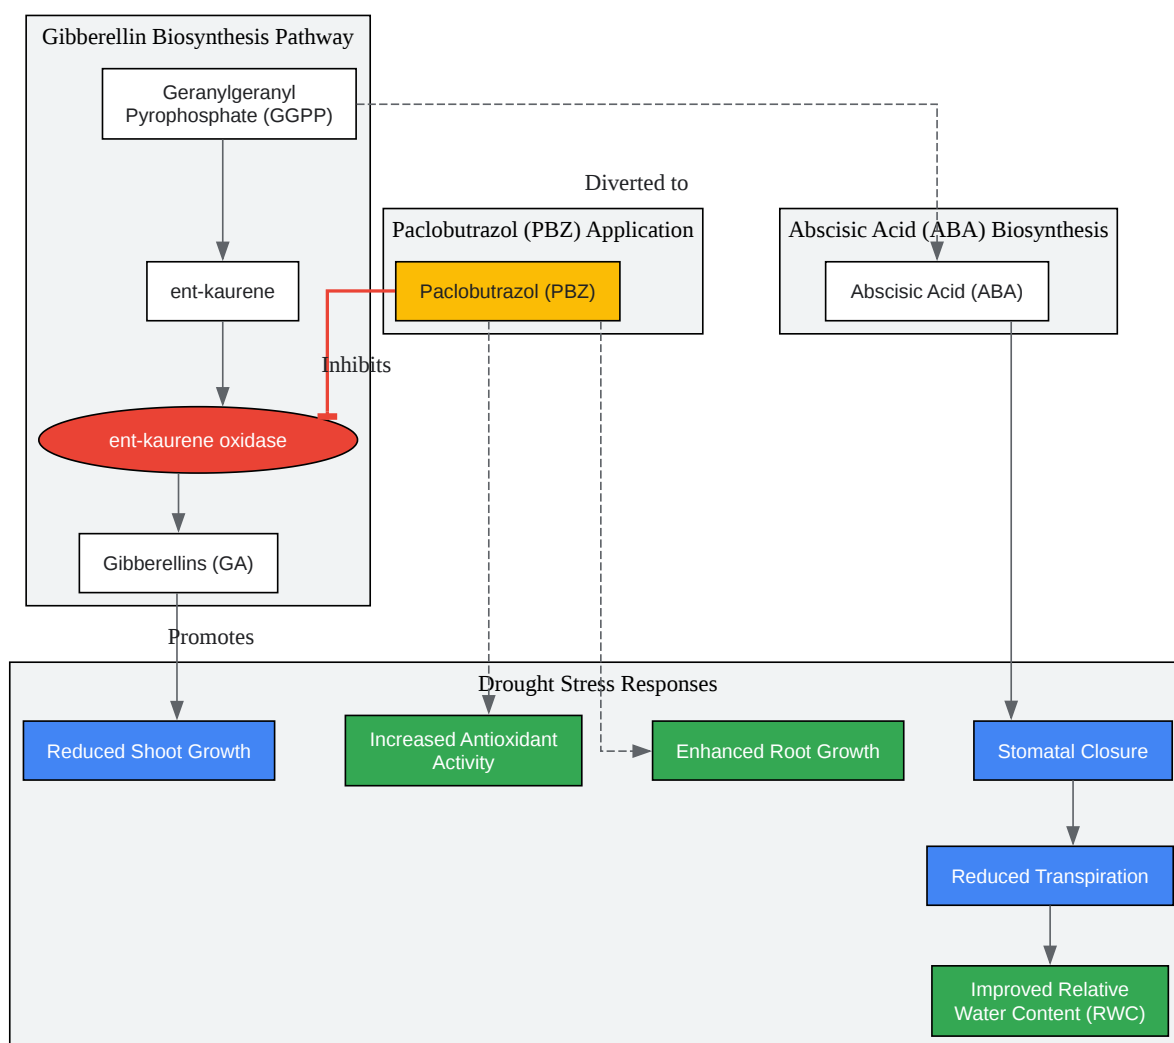 Gibberellin Biosynthesis Pathway
Geranylgeranyl
Pyrophosphate (GGPP)
Diverted to
Paclobutrazol (PBZ) Application
Abscisic Acid (ABA) Biosynthesis
ent-kaurene
Paclobutrazol (PBZ)
Abscisic Acid (ABA)
Inhibits
ent-kaurene oxidase
Gibberellins (GA)
Promotes
Drought Stress Responses
Reduced Shoot Growth
Increased Antioxidant
Activity
Enhanced Root Growth
Stomatal Closure
Reduced Transpiration
Improved Relative
Water Content (RWC)